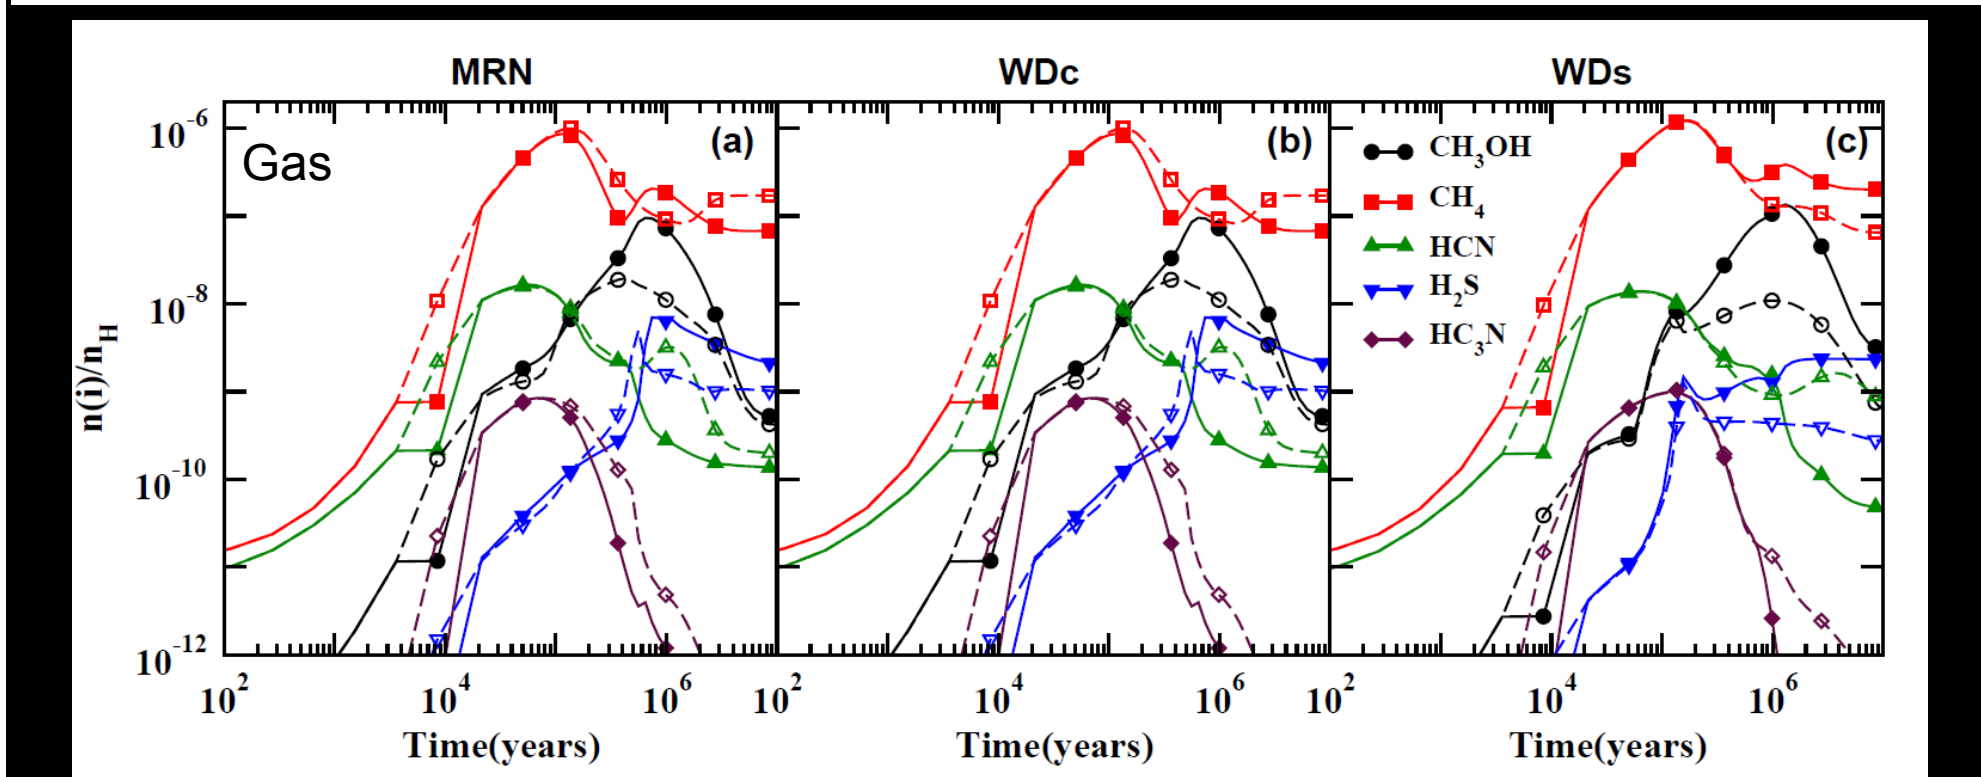 MRN WDc WDs
Gas
(a)
(b)
(c)
CH₃OH
CH₄
HCN
H₂S
HC₃N
n(i)/n_H
10⁻⁶
10⁻⁸
10⁻¹⁰
10⁻¹²
10² 10⁴ 10⁶ 10² 10⁴ 10⁶ 10² 10⁴ 10⁶
Time(years) Time(years) Time(years)